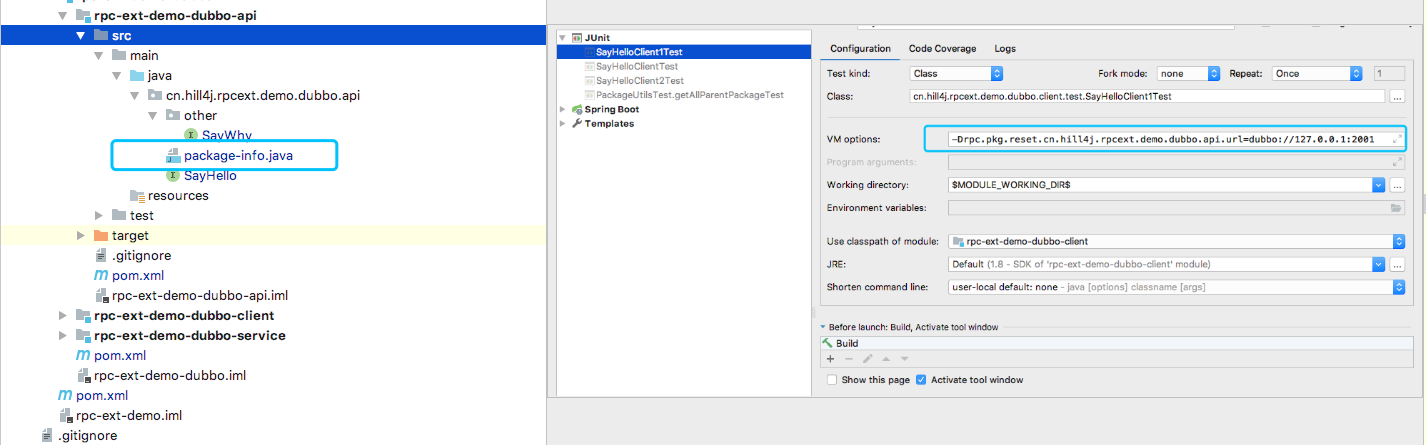 rpc-ext-demo-dubbo-api
src
main
java
cn.hill4j.rpcext.demo.dubbo.api
other
SayWhy
package-info.java
SayHello
resources
test
target
.gitignore
pom.xml
rpc-ext-demo-dubbo-api.iml
rpc-ext-demo-dubbo-client
rpc-ext-demo-dubbo-service
pom.xml
rpc-ext-demo-dubbo.iml
pom.xml
rpc-ext-demo.iml
.gitignore
JUnit
SayHelloClient1Test
SayHelloClientTest
SayHelloClient2Test
PackageUtilsTest.getAllParentPackageTest
Spring Boot
Templates
Configuration Code Coverage Logs
Test kind: Class Fork mode: none Repeat: Once 1
Class: cn.hill4j.rpcext.demo.dubbo.client.test.SayHelloClient1Test ...
VM options: -Drpc.pkg.reset.cn.hill4j.rpcext.demo.dubbo.api.url=dubbo://127.0.0.1:2001
Program arguments:
Working directory: $MODULE_WORKING_DIR$ ...
Environment variables:
Use classpath of module: rpc-ext-demo-dubbo-client
JRE: Default (1.8 - SDK of 'rpc-ext-demo-dubbo-client' module) ...
Shorten command line: user-local default: none - java [options] classname [args]
Before launch: Build, Activate tool window
Build
Show this page Activate tool window